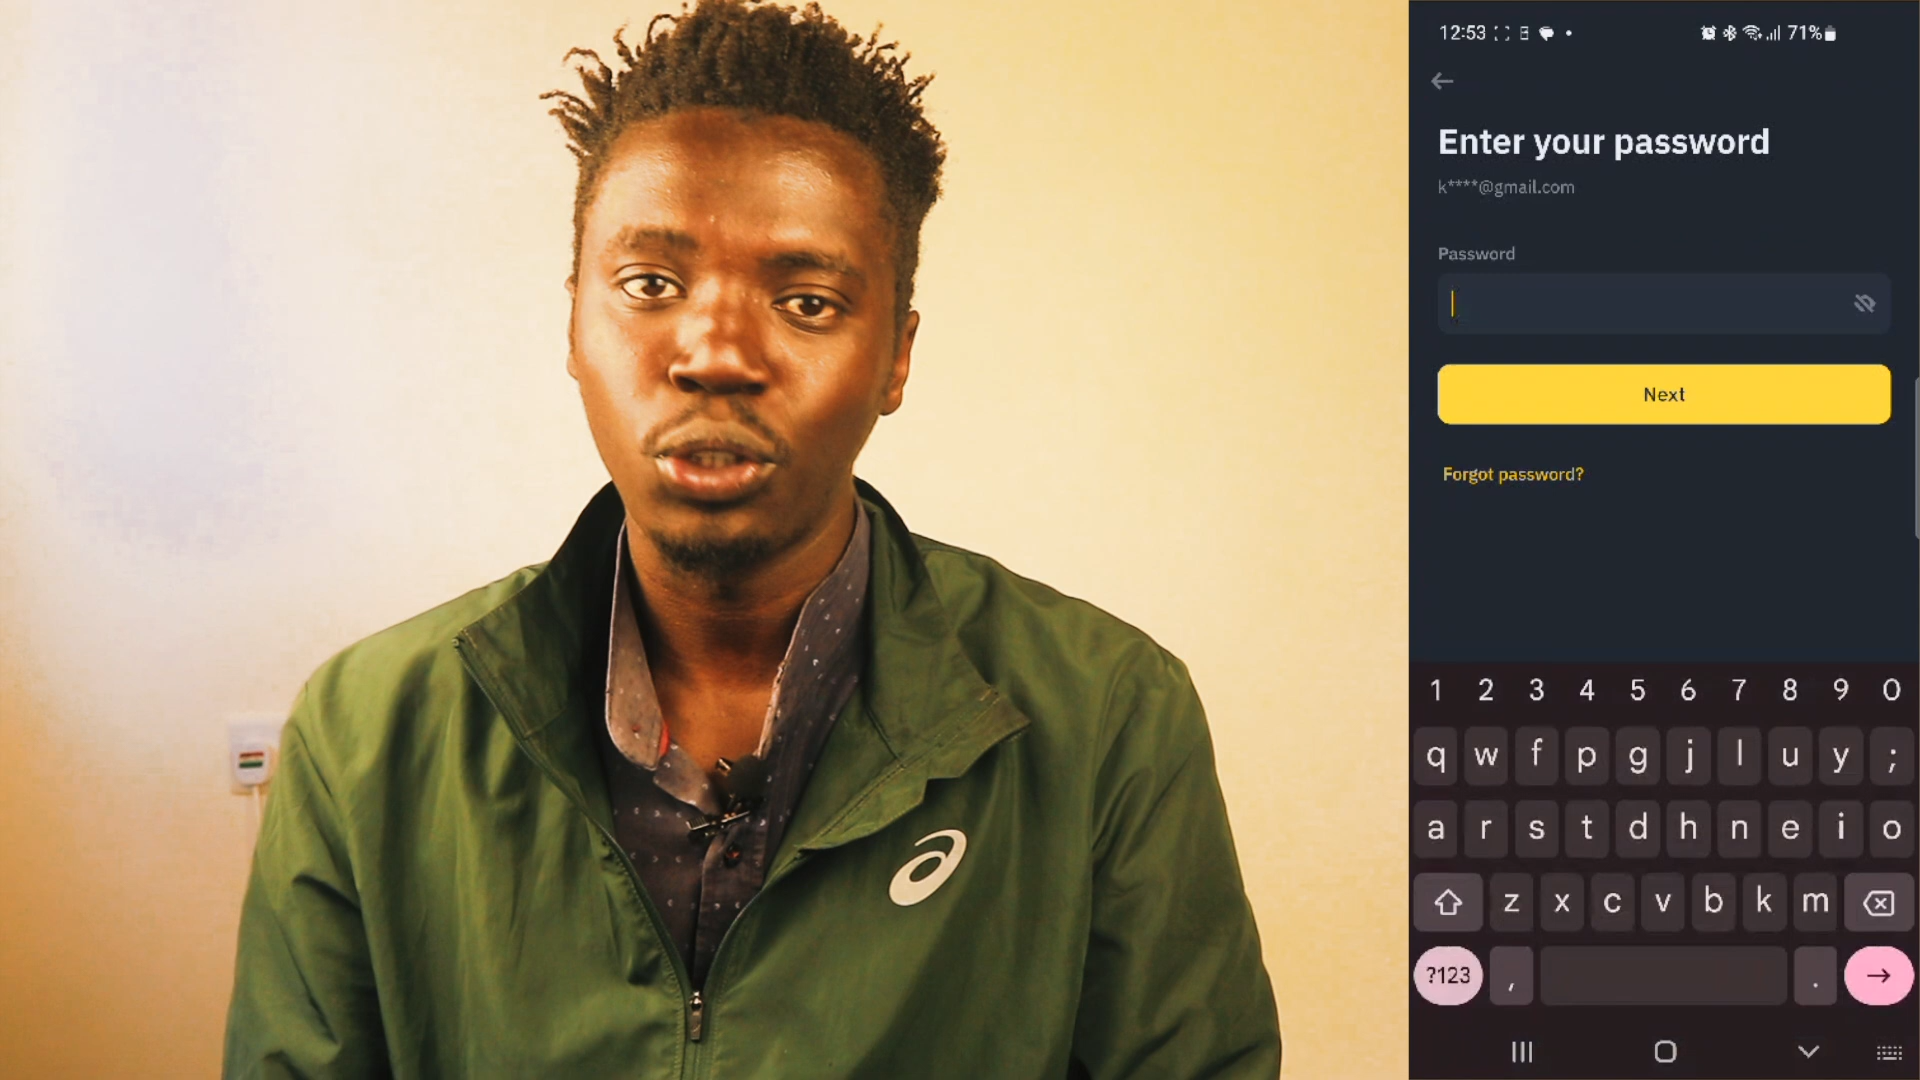 12:53
71%
Enter your password
k****@gmail.com
Password
Next
Forgot password?
1 2 3 4 5 6 7 8 9 0
q w f p g j l u y ;
a r s t d h n e i o
z x c v b k m
?123 , . →